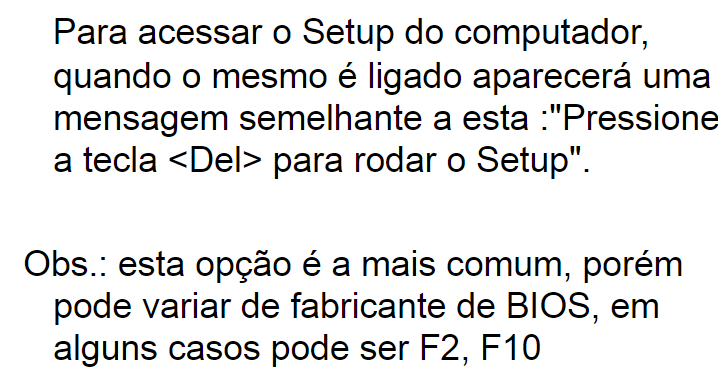 Para acessar o Setup do computador,
quando o mesmo é ligado aparecerá uma
mensagem semelhante a esta :"Pressione
a tecla <Del> para rodar o Setup".
Obs.: esta opção é a mais comum, porém
pode variar de fabricante de BIOS, em
alguns casos pode ser F2, F10